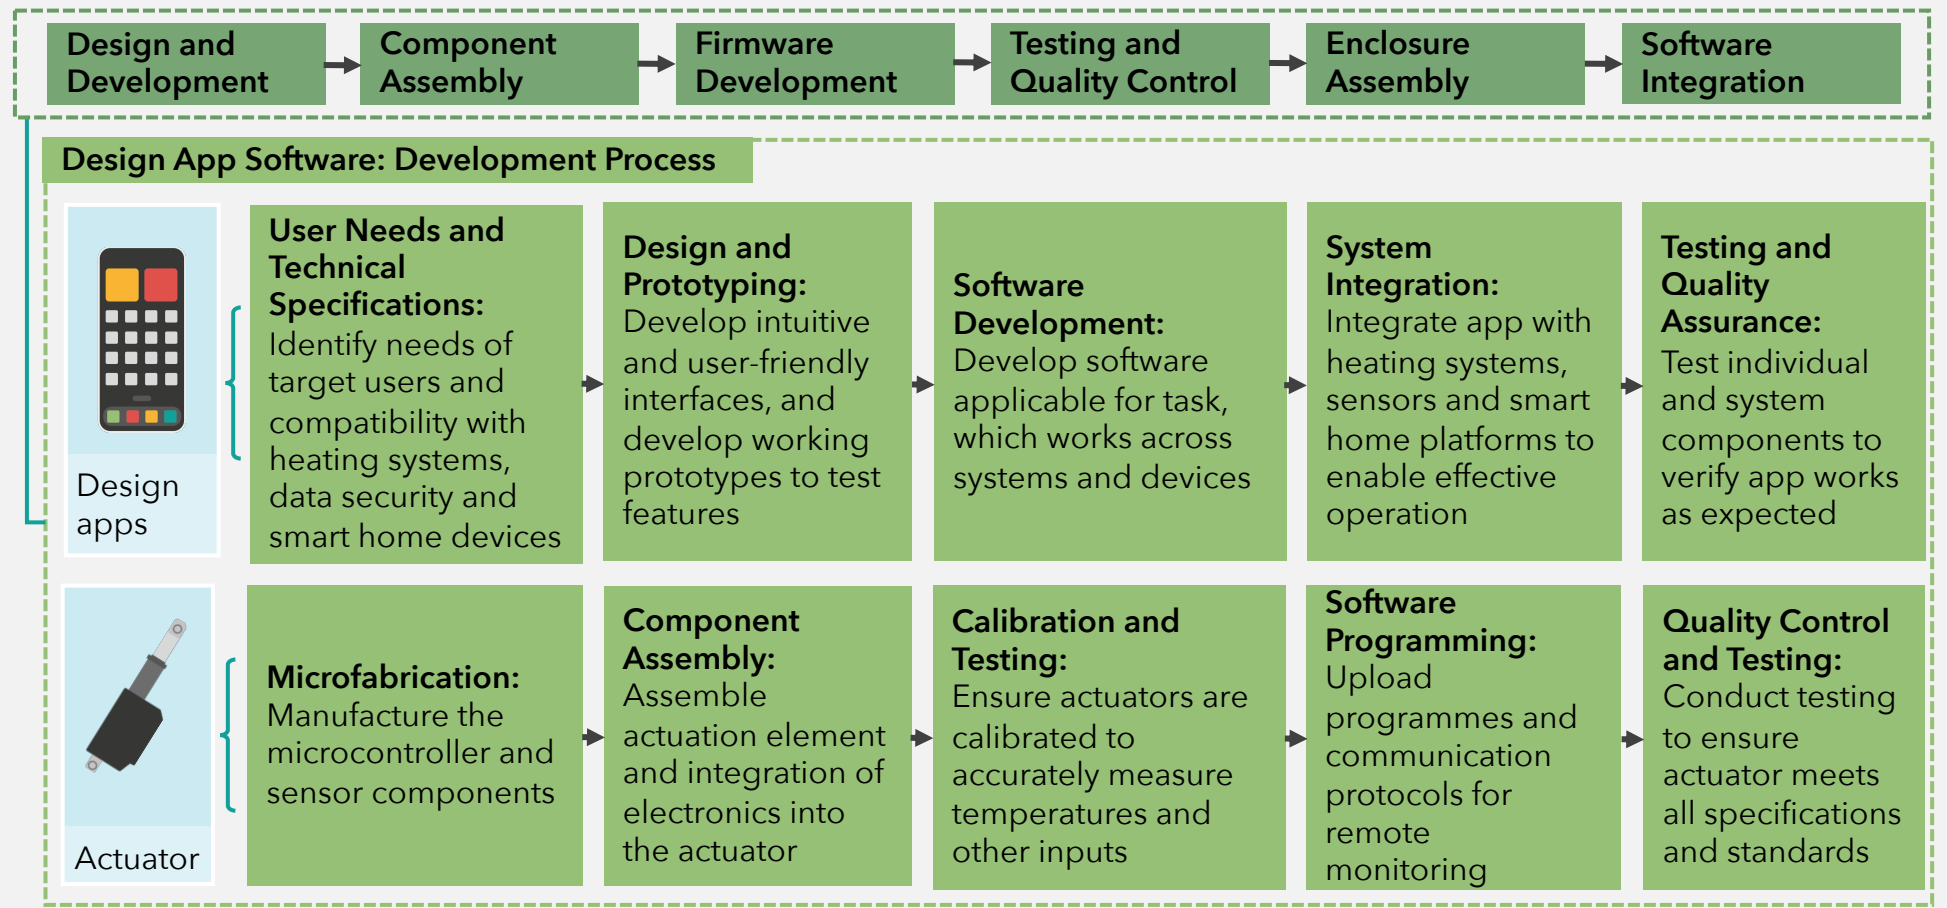 Design and
Development
Component
Assembly
Firmware
Development
Testing and
Quality Control
Enclosure
Assembly
Software
Integration
Design App Software: Development Process
Design
apps
User Needs and
Technical
Specifications:
Identify needs of
target users and
compatibility with
heating systems,
data security and
smart home devices
Design and
Prototyping:
Develop intuitive
and user-friendly
interfaces, and
develop working
prototypes to test
features
Software
Development:
Develop software
applicable for task,
which works across
systems and devices
System
Integration:
Integrate app with
heating systems,
sensors and smart
home platforms to
enable effective
operation
Testing and
Quality
Assurance:
Test individual
and system
components to
verify app works
as expected
Actuator
Microfabrication:
Manufacture the
microcontroller and
sensor components
Component
Assembly:
Assemble
actuation element
and integration of
electronics into
the actuator
Calibration and
Testing:
Ensure actuators are
calibrated to
accurately measure
temperatures and
other inputs
Software
Programming:
Upload
programmes and
communication
protocols for
remote
monitoring
Quality Control
and Testing:
Conduct testing
to ensure
actuator meets
all specifications
and standards